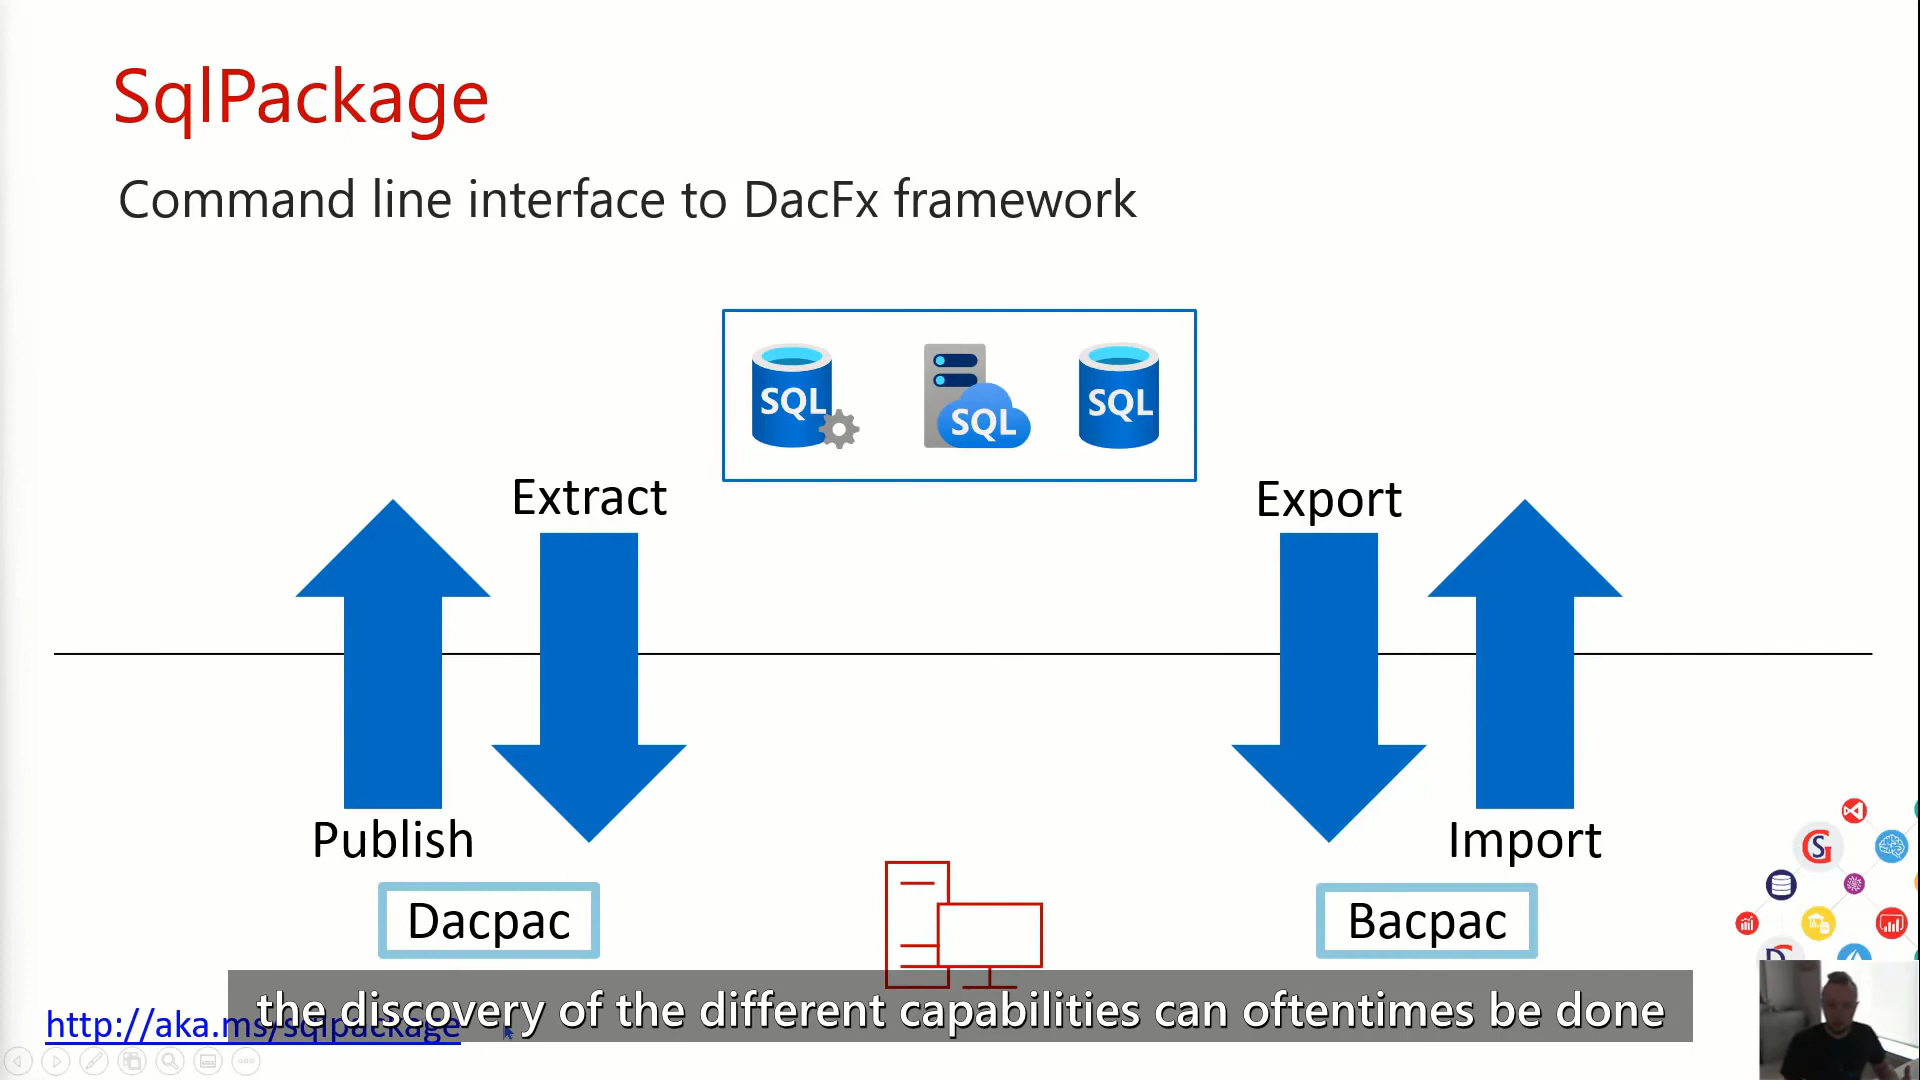 SqlPackage
Command line interface to DacFx framework
SQL
SQL
SQL
Extract
Export
Publish
Import
Dacpac
Bacpac
the discovery of the different capabilities can oftentimes be done
http://aka.ms/sqlpackage